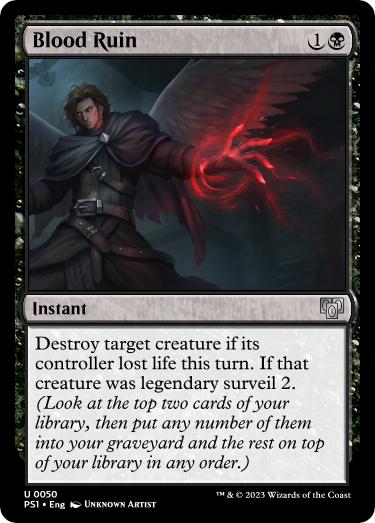 Blood Ruin 1
Instant
Destroy target creature if its
controller lost life this turn. If that
creature was legendary surveil 2.
(Look at the top two cards of your
library, then put any number of them
into your graveyard and the rest on top
of your library in any order.)
U 0050
PS1 • Eng Unknown Artist ™ & © 2023 Wizards of the Coast